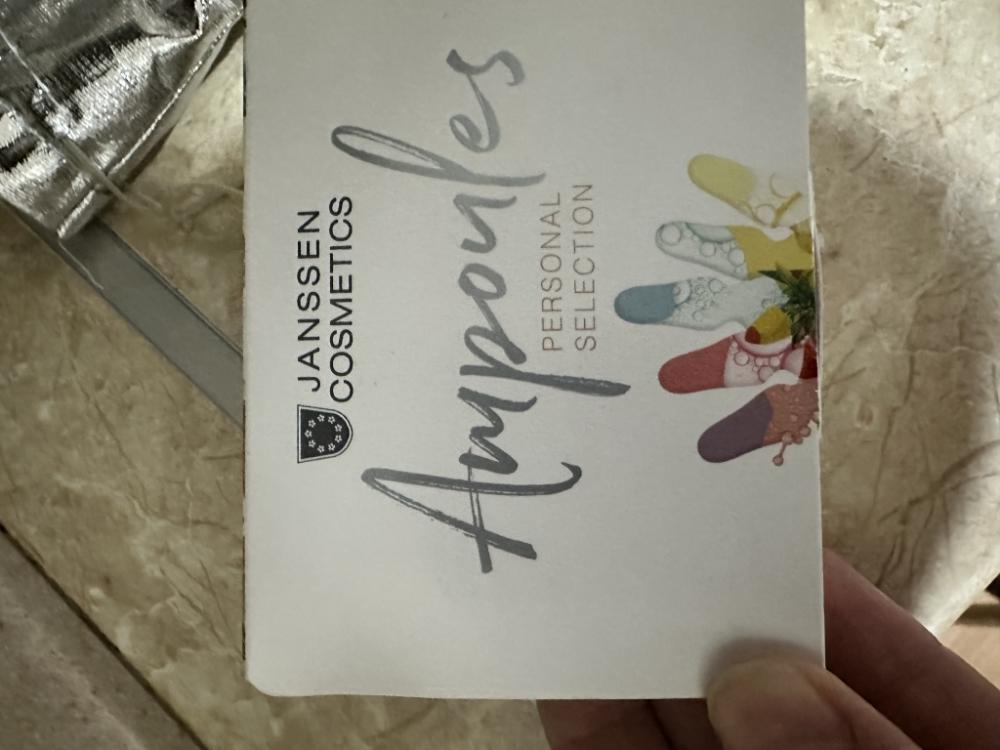 JANSSEN
COSMETICS
Ampoules
PERSONAL
SELECTION